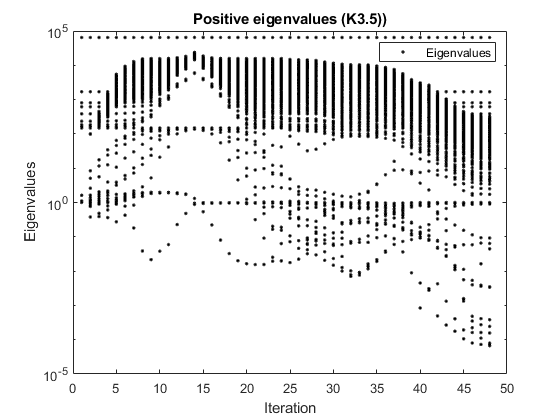 Positive eigenvalues (K3.5))
10^5
Eigenvalues
10^0
Eigenvalues
10^-5
0 5 10 15 20 25 30 35 40 45 50
Iteration